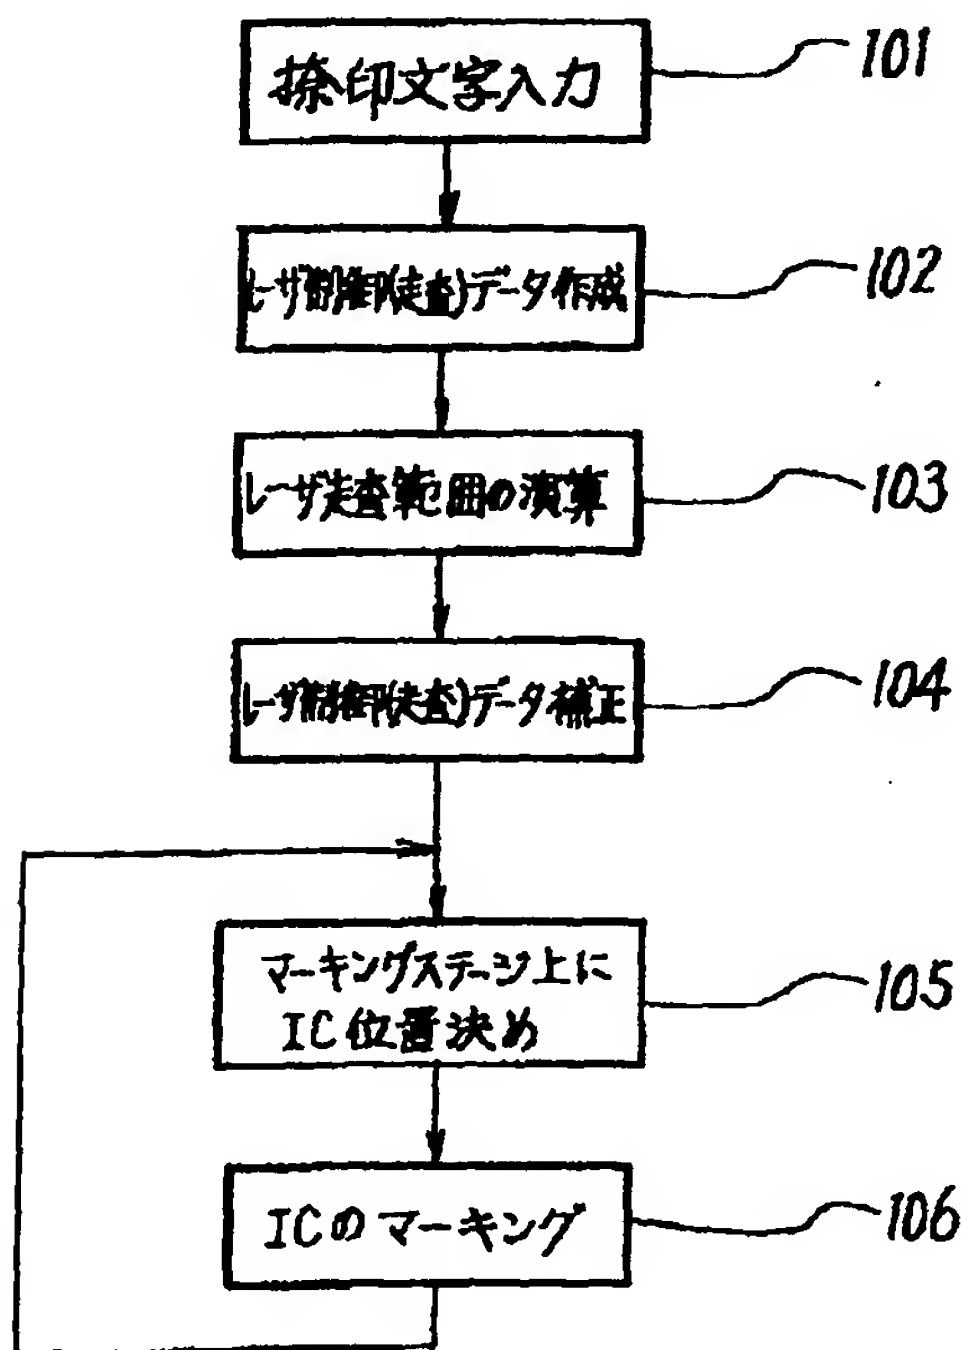 捺印文字入力
101
レーザ制御(走査)データ作成
102
レーザ走査範囲の演算
103
レーザ制御(走査)データ補正
104
マーキングステージ上に
IC位置決め
105
ICのマーキング
106